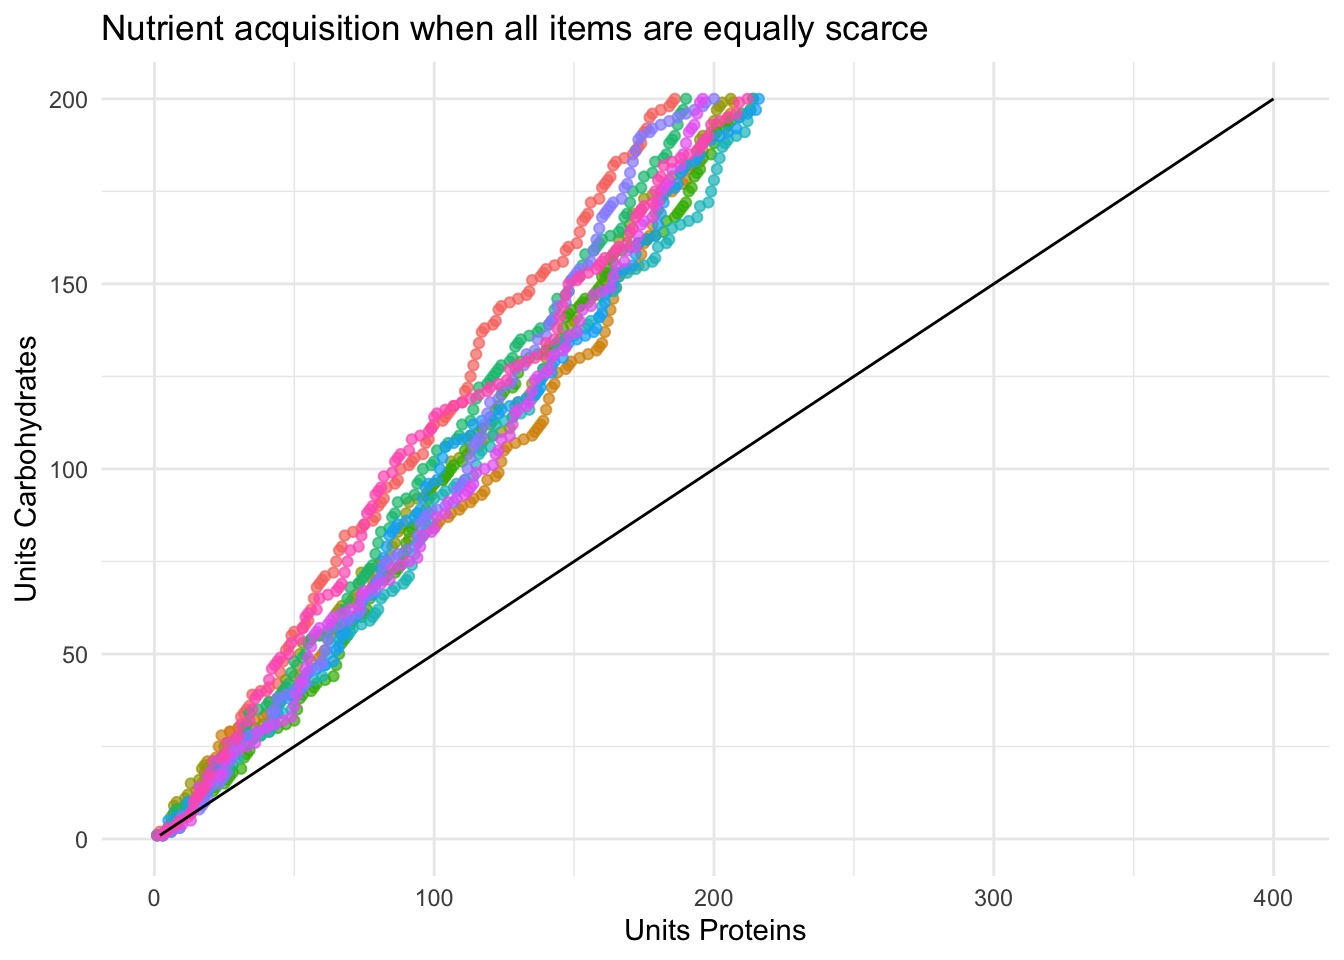 Nutrient acquisition when all items are equally scarce
200
150
100
50
0
Units Carbohydrates
0 100 200 300 400
Units Proteins